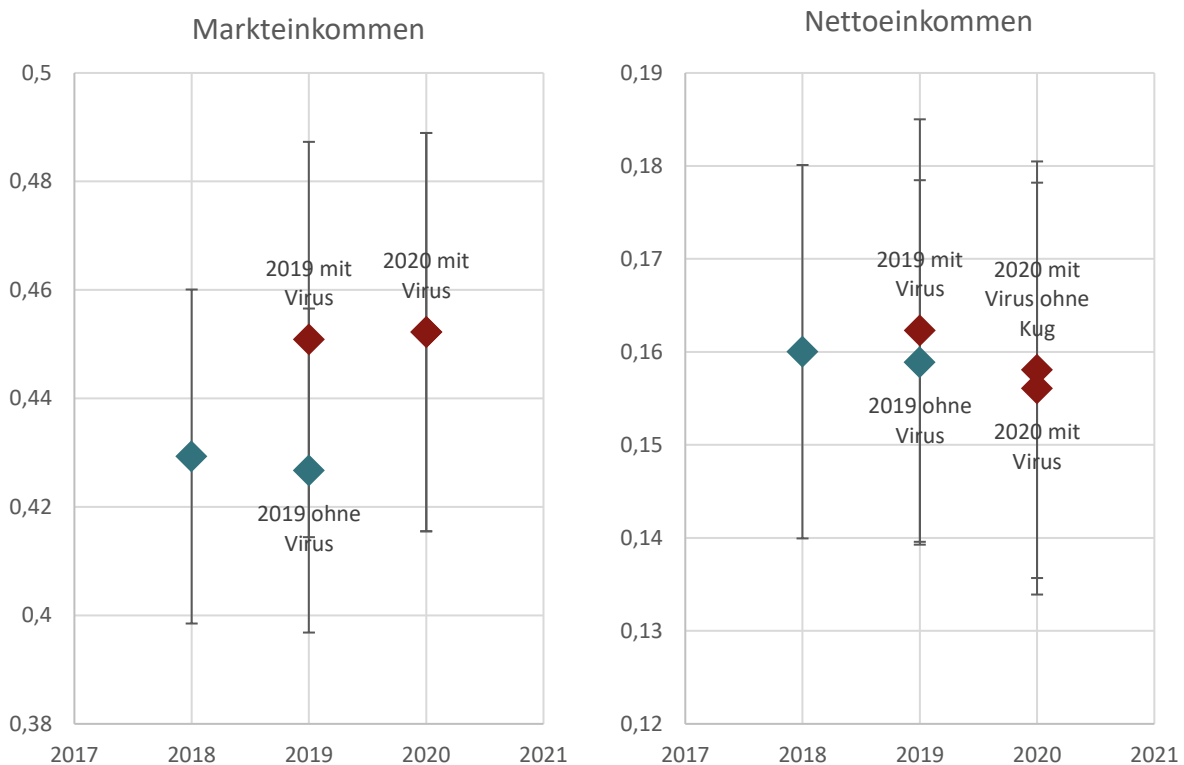 Markteinkommen
0,5
0,48
0,46
0,44
0,42
0,4
0,38
2019 mit
Virus
2020 mit
Virus
2019 ohne
Virus
2017
2018
2019
2020
2021
Nettoeinkommen
0,19
0,18
0,17
0,16
0,15
0,14
0,13
0,12
2019 mit
Virus
2020 mit
Virus ohne
Kug
2019 ohne
Virus
2020 mit
Virus
2017
2018
2019
2020
2021